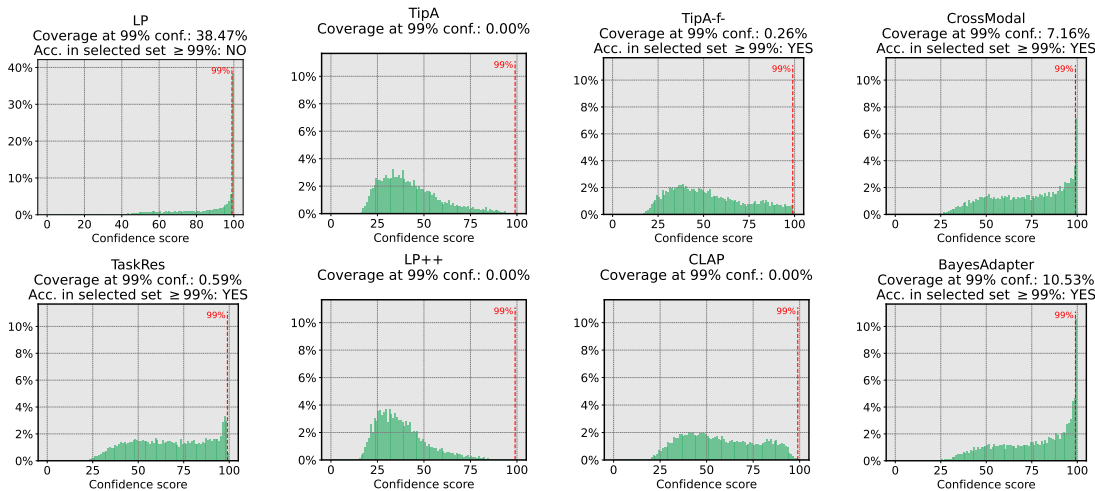 LP
Coverage at 99% conf.: 38.47%
Acc. in selected set ≥99%: NO
40%
30%
20%
10%
0%
99%
0 20 40 60 80 100
Confidence score
TipA
Coverage at 99% conf.: 0.00%
10%
8%
6%
4%
2%
0%
99%
0 25 50 75 100
Confidence score
TipA-f-
Coverage at 99% conf.: 0.26%
Acc. in selected set ≥99%: YES
10%
8%
6%
4%
2%
0%
99%
0 25 50 75 100
Confidence score
CrossModal
Coverage at 99% conf.: 7.16%
Acc. in selected set ≥99%: YES
10%
8%
6%
4%
2%
0%
99%
0 25 50 75 100
Confidence score
TaskRes
Coverage at 99% conf.: 0.59%
Acc. in selected set ≥99%: YES
10%
8%
6%
4%
2%
0%
99%
0 25 50 75 100
Confidence score
LP++
Coverage at 99% conf.: 0.00%
10%
8%
6%
4%
2%
0%
99%
0 25 50 75 100
Confidence score
CLAP
Coverage at 99% conf.: 0.00%
10%
8%
6%
4%
2%
0%
99%
0 25 50 75 100
Confidence score
BayesAdapter
Coverage at 99% conf.: 10.53%
Acc. in selected set ≥99%: YES
10%
8%
6%
4%
2%
0%
99%
0 25 50 75 100
Confidence score